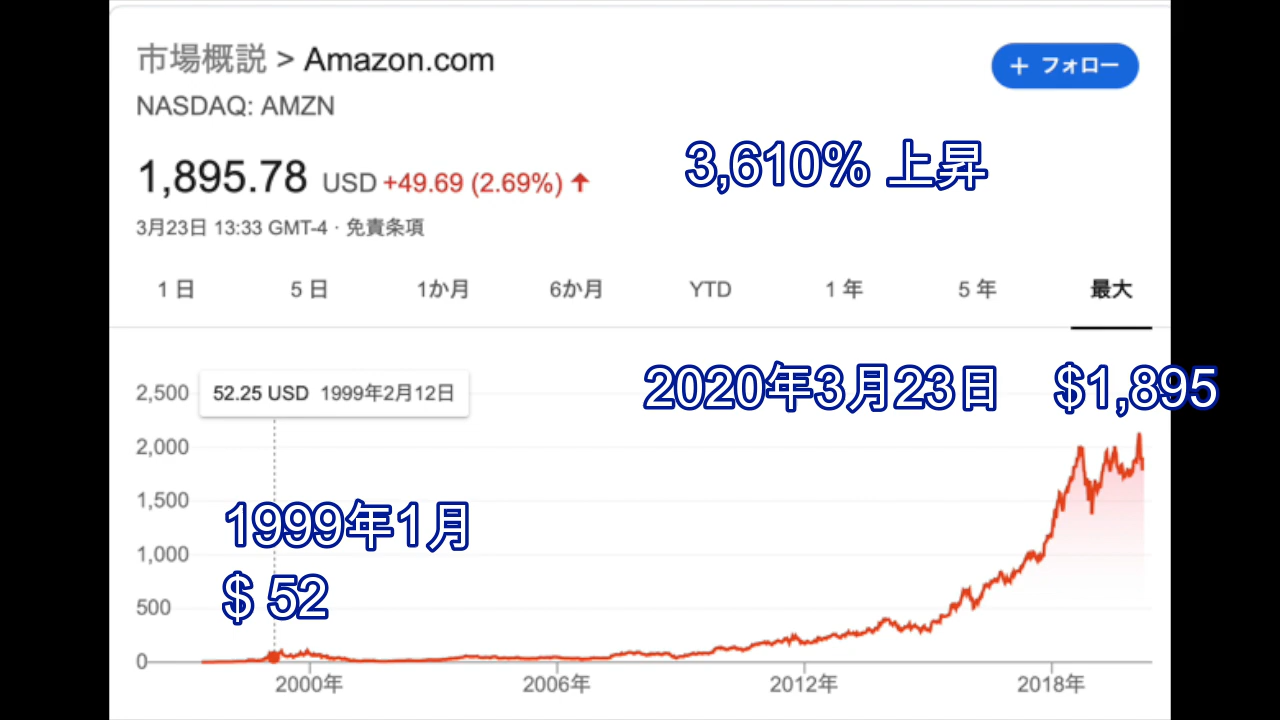 市場概説 > Amazon.com
+ フォロー
NASDAQ: AMZN
3,610% 上昇
1,895.78 USD +49.69 (2.69%) ↑
3月23日 13:33 GMT-4 · 免責条項
1 日 5 日 1か月 6か月 YTD 1 年 5 年 最大
2020年3月23日 $1,895
2,500
52.25 USD 1999年2月12日
2,000
1,500
1999年1月
1,000
$ 52
500
0
2000年 2006年 2012年 2018年